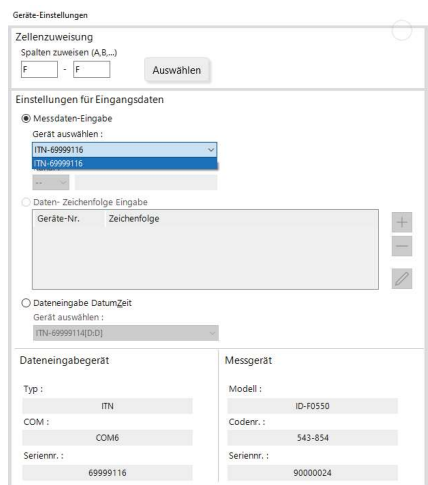 Geräte-Einstellungen
Zellenzuweisung
Spalten zuweisen (A,B,...)
F - F
Auswählen
Einstellungen für Eingangsdaten
Messdaten-Eingabe
Gerät auswählen :
ITN-69999116
ITN-69999116
--
Daten- Zeichenfolge Eingabe
Geräte-Nr. Zeichenfolge
Dateneingabe DatumZeit
Gerät auswählen :
ITN-69999114[D:D]
Dateneingabegerät
Typ :
ITN
COM :
COM6
Seriennr. :
69999116
Messgerät
Modell :
ID-F0550
Codenr. :
543-854
Seriennr. :
90000024